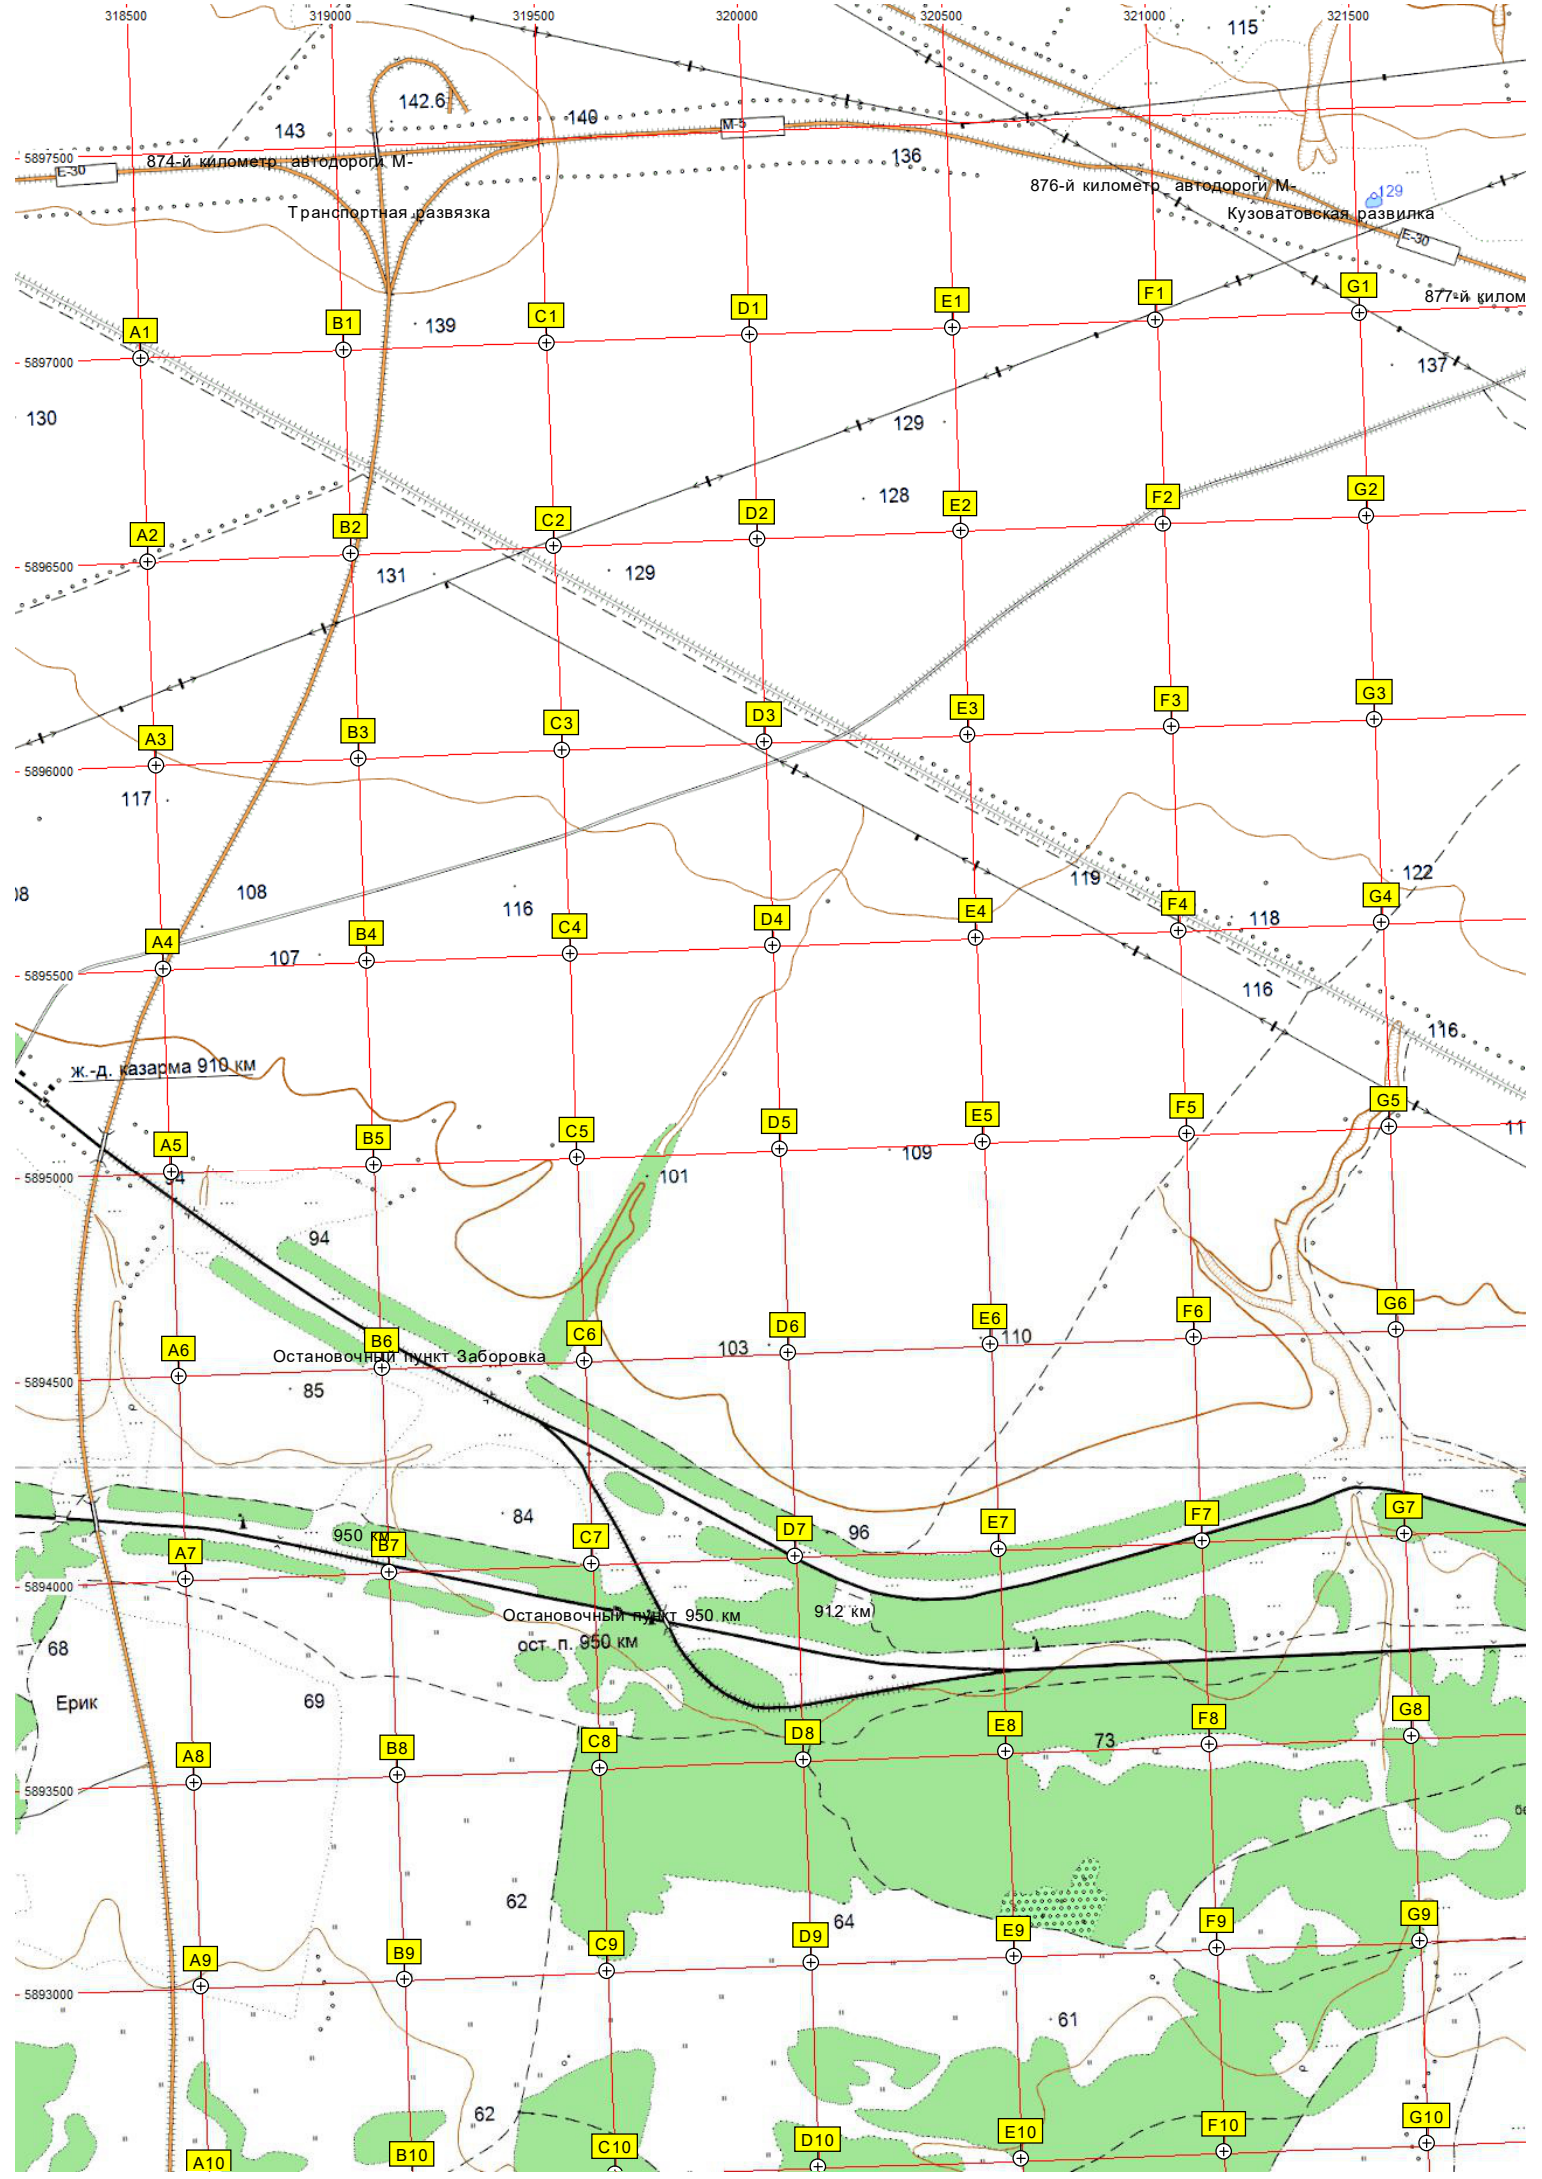 318500 319000 319500 320000 320500 321000 321500
115
142.6
143
140
М-5
136
5897500
874-й километр автодороги М-
E-30
876-й километр автодороги М-
129
Транспортная развязка
Кузоватовская развилка
E-30
877-й килом
A1 B1 C1 D1 E1 F1 G1
139
5897000
137
130
129
128
A2 B2 C2 D2 E2 F2 G2
5896500
131
129
A3 B3 C3 D3 E3 F3 G3
5896000
117
108
116
119
122
118
A4 B4 C4 D4 E4 F4 G4
107
5895500
116
116
ж.-д. казарма 910 км
A5 B5 C5 D5 E5 F5 G5
109
11
5895000
94
101
94
A6 B6 C6 D6 E6 F6 G6
103
110
Остановочный пункт Заборовка
5894500
85
84
96
950 км
A7 B7 C7 D7 E7 F7 G7
5894000
912 км
Остановочный пункт 950 км
ост. п. 950 км
68
69
Ерик
73
A8 B8 C8 D8 E8 F8 G8
5893500
62
64
A9 B9 C9 D9 E9 F9 G9
5893000
61
62
A10 B10 C10 D10 E10 F10 G10